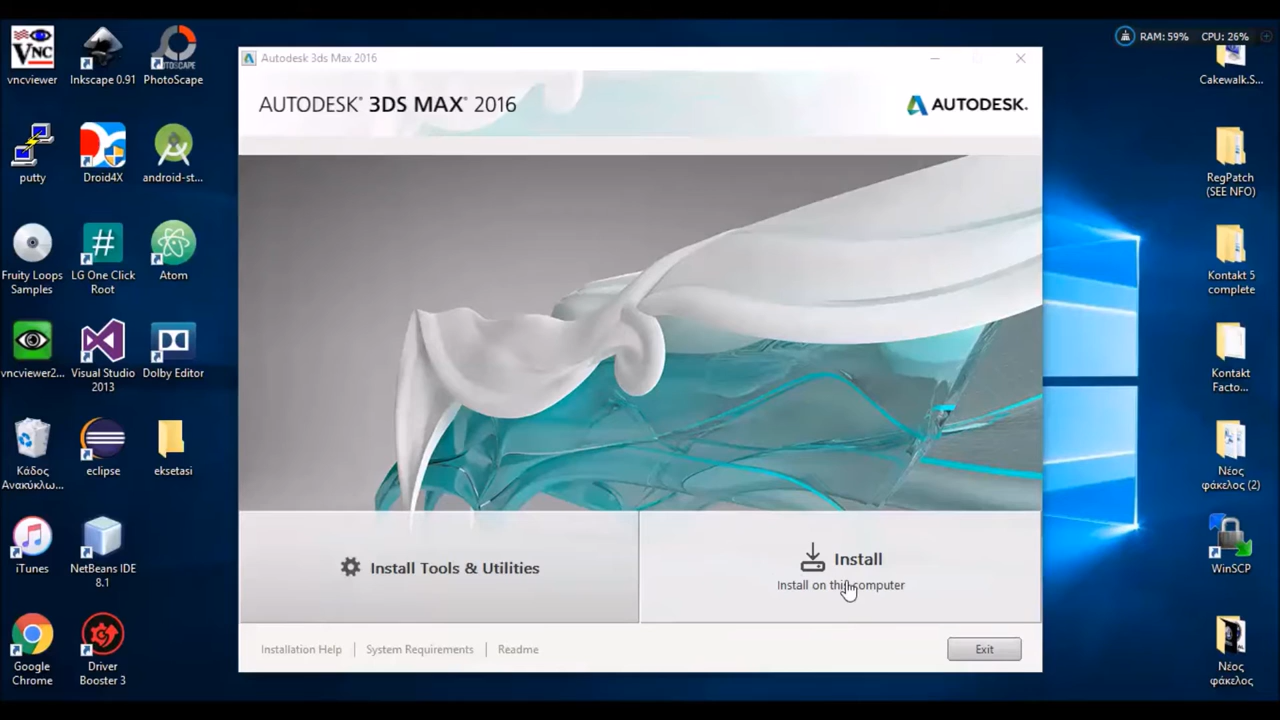 RAM: 59% CPU: 26%
VNC
vncviewer
Inkscape 0.91
AUTOSCAPE
PhotoScape
Cakewalk.S...
putty
Droid4X
android-st...
RegPatch
(SEE NFO)
Fruity Loops
Samples
LG One Click
Root
Atom
Kontakt 5
complete
vncviewer2...
Visual Studio
2013
Dolby Editor
Kontakt
Facto...
Κάδος
Ανακύκλω...
eclipse
eksetasi
Νέος
φάκελος (2)
iTunes
NetBeans IDE
8.1
WinSCP
Google
Chrome
Driver
Booster 3
Νέος
φάκελος
Autodesk 3ds Max 2016
AUTODESK® 3DS MAX® 2016
AUTODESK.
Install Tools & Utilities
Install
Install on this computer
Installation Help
System Requirements
Readme
Exit